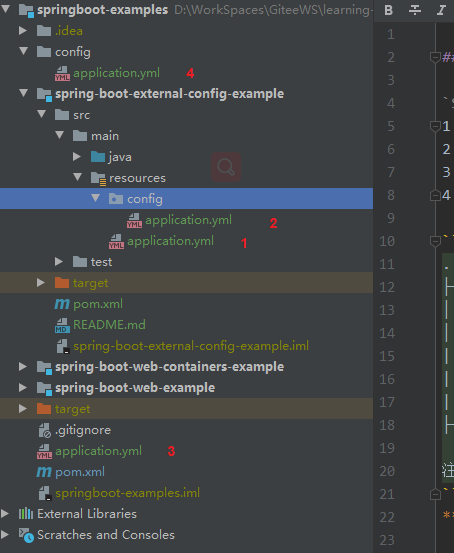 springboot-examples D:\WorkSpaces\GiteeWS\learning-
.idea
config
application.yml 4
spring-boot-external-config-example
src
main
java
resources
config
application.yml 2
application.yml 1
test
target
pom.xml
README.md
spring-boot-external-config-example.iml
spring-boot-web-containers-example
spring-boot-web-example
target
.gitignore
application.yml 3
pom.xml
springboot-examples.iml
External Libraries
Scratches and Consoles
B I
1
2 ##
3
4
5 1
6 2
7 3
8 4
9
10 ``
11 .
12 ├
13 |
14 |
15 |
16 |
17 |
18 ├
19
20 注
21 ``
22 **
23